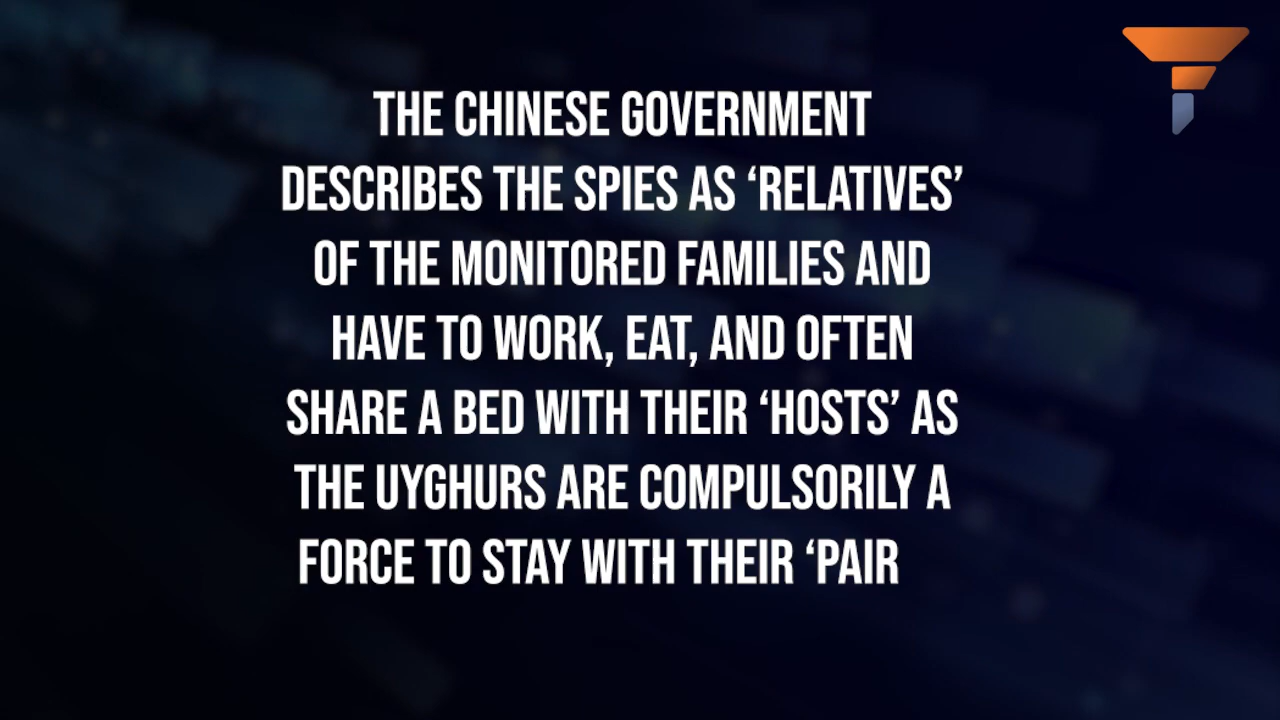 THE CHINESE GOVERNMENT
DESCRIBES THE SPIES AS ‘RELATIVES’
OF THE MONITORED FAMILIES AND
HAVE TO WORK, EAT, AND OFTEN
SHARE A BED WITH THEIR ‘HOSTS’ AS
THE UYGHURS ARE COMPULSORILY A
FORCE TO STAY WITH THEIR ‘PAIR